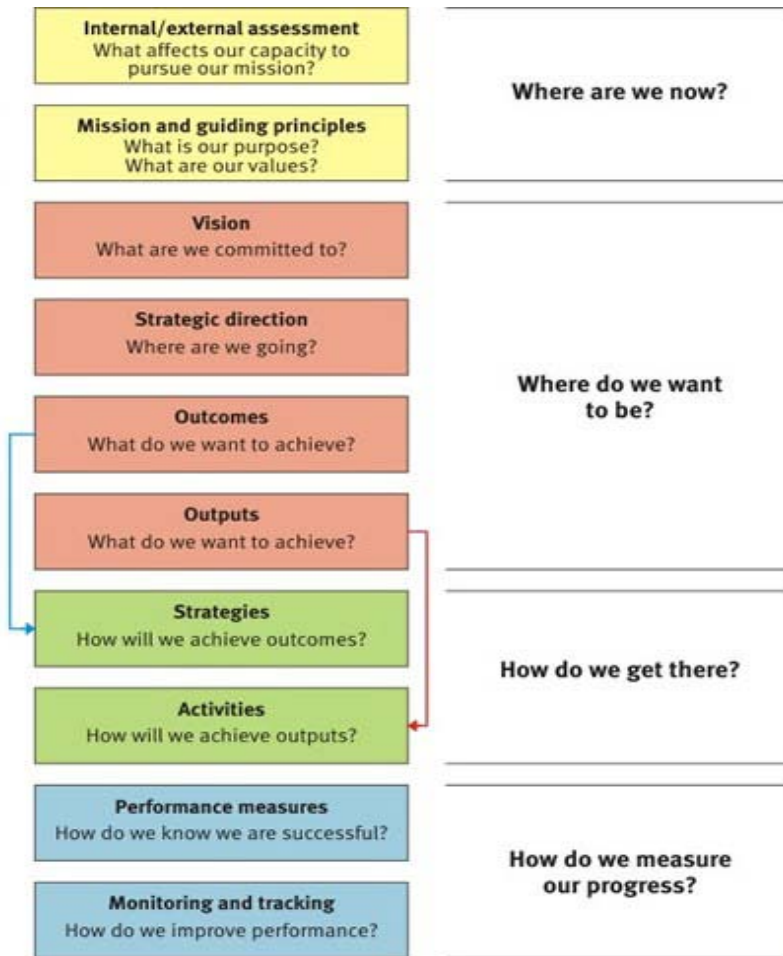 Internal/external assessment
What affects our capacity to
pursue our mission?
Where are we now?
Mission and guiding principles
What is our purpose?
What are our values?
Vision
What are we committed to?
Strategic direction
Where are we going?
Where do we want
to be?
Outcomes
What do we want to achieve?
Outputs
What do we want to achieve?
Strategies
How will we achieve outcomes?
How do we get there?
Activities
How will we achieve outputs?
Performance measures
How do we know we are successful?
How do we measure
our progress?
Monitoring and tracking
How do we improve performance?